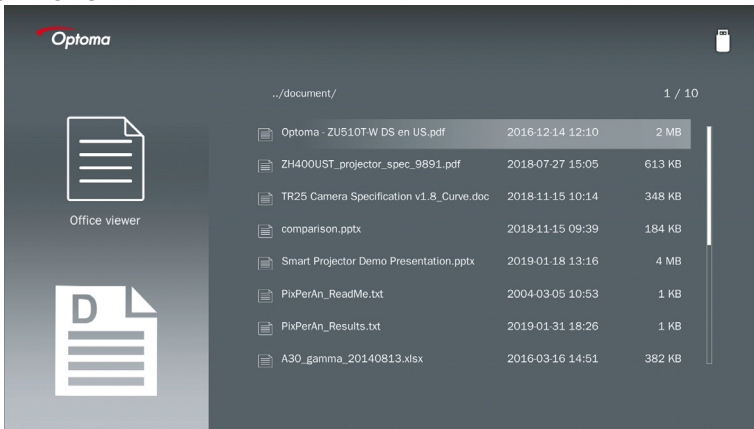 Optoma
../document/ 1 / 10
Optoma - ZU510T-W DS en US.pdf 2016-12-14 12:10 2 MB
ZH400UST_projector_spec_9891.pdf 2018-07-27 15:05 613 KB
TR25 Camera Specification v1.8_Curve.doc 2018-11-15 10:14 348 KB
Office viewer
comparison.pptx 2018-11-15 09:39 184 KB
Smart Projector Demo Presentation.pptx 2019-01-18 13:16 4 MB
PixPerAn_ReadMe.txt 2004-03-05 10:53 1 KB
D
PixPerAn_Results.txt 2019-01-31 18:26 1 KB
A30_gamma_20140813.xlsx 2016-03-16 14:51 382 KB